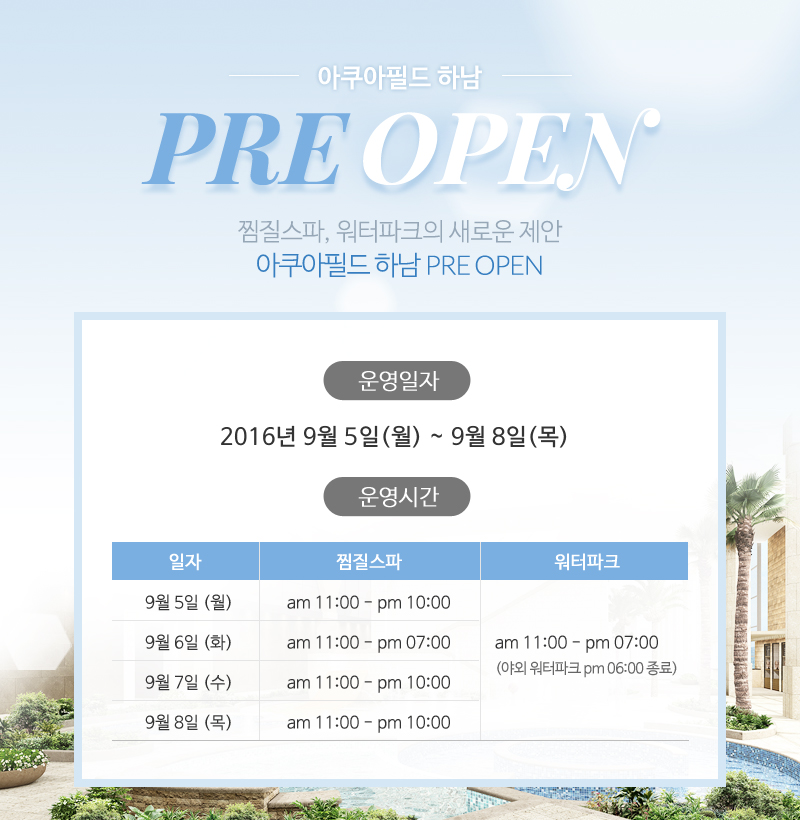 아쿠아필드 하남
PRE OPEN
찜질스파, 워터파크의 새로운 제안
아쿠아필드 하남 PRE OPEN
운영일자
2016년 9월 5일(월) ~ 9월 8일(목)
운영시간
일자 찜질스파 워터파크
9월 5일 (월) am 11:00 - pm 10:00
9월 6일 (화) am 11:00 - pm 07:00
am 11:00 - pm 07:00
(야외 워터파크 pm 06:00 종료)
9월 7일 (수) am 11:00 - pm 10:00
9월 8일 (목) am 11:00 - pm 10:00